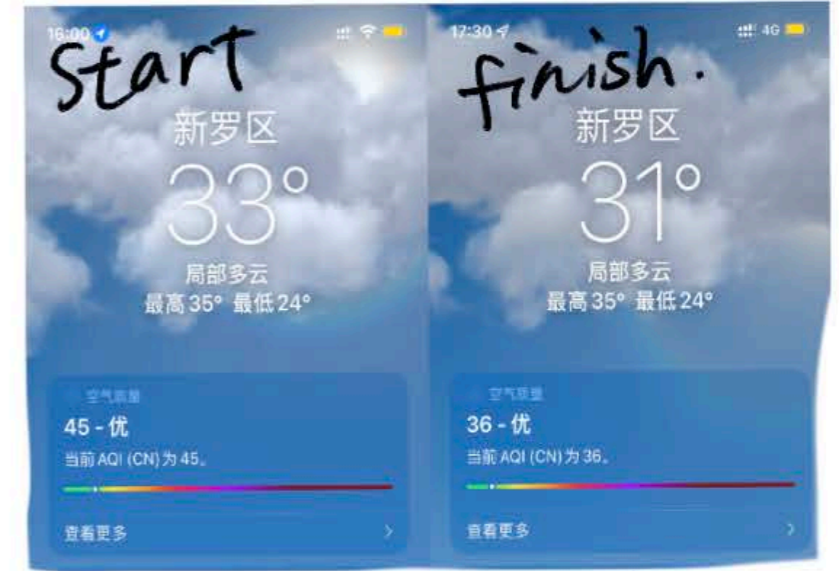 16:00
start
新罗区
33°
局部多云
最高35° 最低24°
空气质量
45 - 优
当前 AQI (CN) 为 45。
查看更多
17:30
4G
finish.
新罗区
31°
局部多云
最高35° 最低24°
空气质量
36 - 优
当前 AQI (CN) 为 36。
查看更多